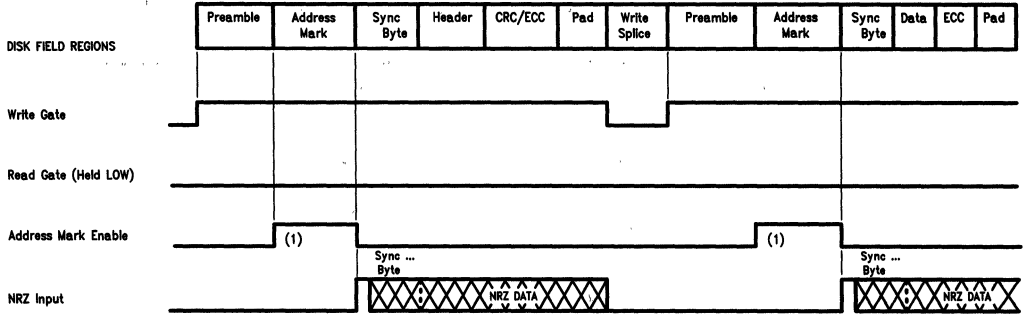 Preamble Address Mark Sync Byte Header CRC/ECC Pad Write Splice Preamble Address Mark Sync Byte Data ECC Pad
DISK FIELD REGIONS
Write Gate
Read Gate (Held LOW)
Address Mark Enable
(1) (1)
Sync ... Byte Sync ... Byte
NRZ Input
NRZ DATA NRZ DATA